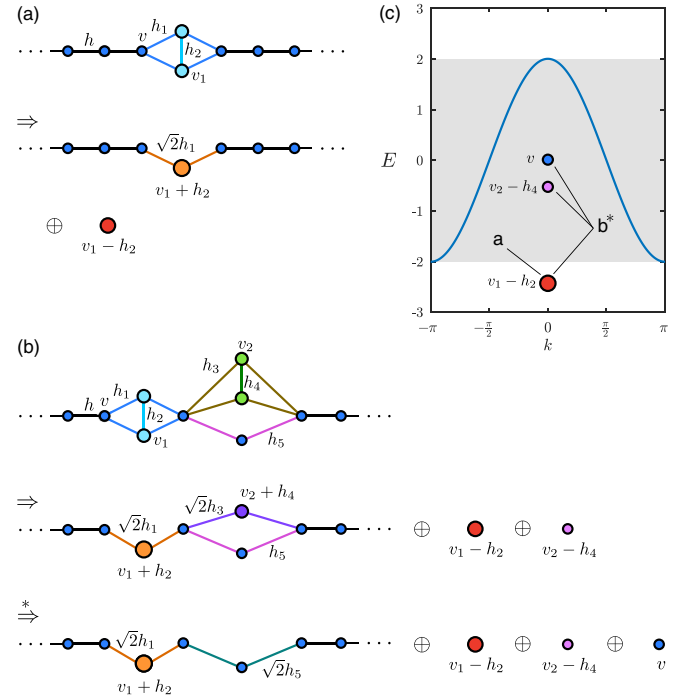 (a)
h v h₁ h₂ v₁
· · · · · ·
⇒
√2h₁
· · · · · ·
v₁ + h₂
⊕
v₁ − h₂
(b)
v₂
h₃
h₄
h v h₁ h₂ v₁
· · · · · ·
h₅
⇒
√2h₁ √2h₃ v₂ + h₄
· · · · · · ⊕ ⊕
h₅
v₁ + h₂ v₁ − h₂ v₂ − h₄
*
⇒
√2h₁
· · · · · · ⊕ ⊕ ⊕
√2h₅
v₁ + h₂ v₁ − h₂ v₂ − h₄ v
(c)
3
2
1
E 0
-1
-2
-3
v
v₂ − h₄
a b*
v₁ − h₂
−π −π/2 0 π/2 π
k